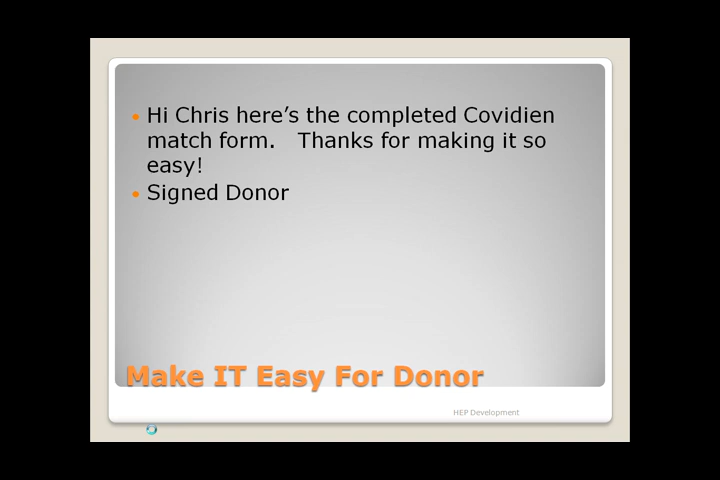 Hi Chris here’s the completed Covidien
match form.   Thanks for making it so
easy!
Signed Donor
Make IT Easy For Donor
HEP Development